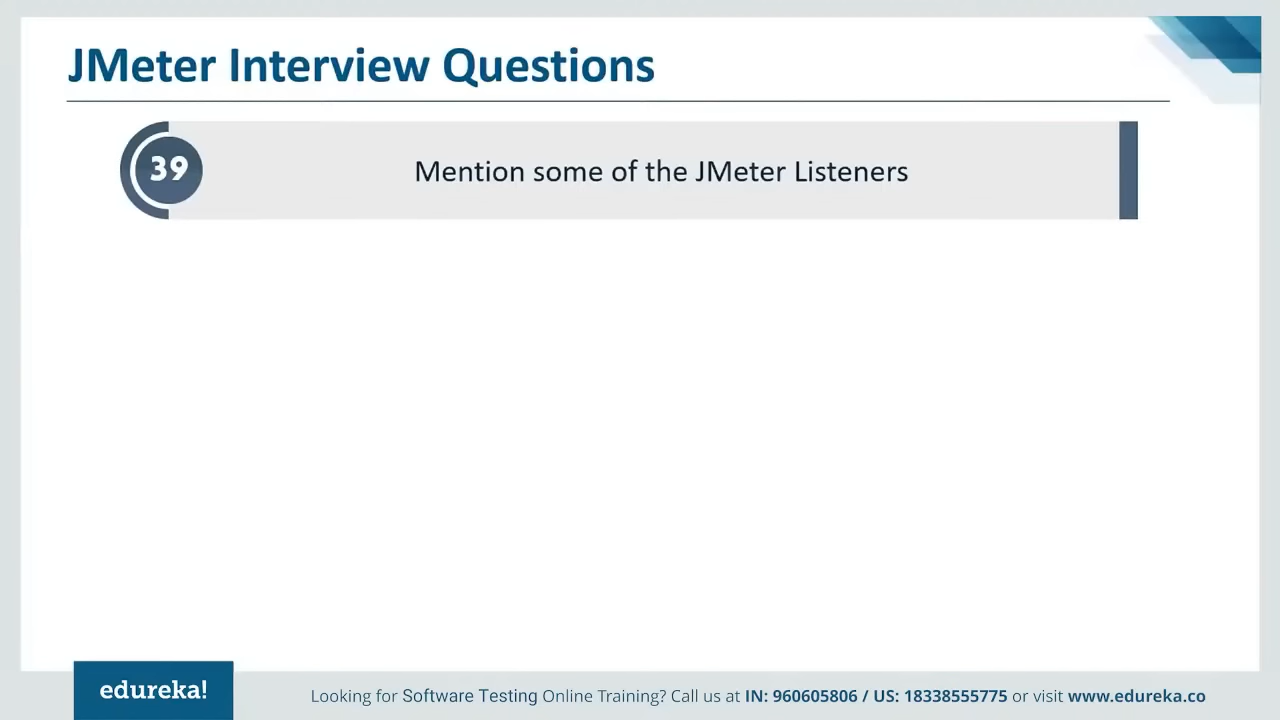 JMeter Interview Questions
39
Mention some of the JMeter Listeners
edureka!
Looking for Software Testing Online Training? Call us at IN: 960605806 / US: 18338555775 or visit www.edureka.co